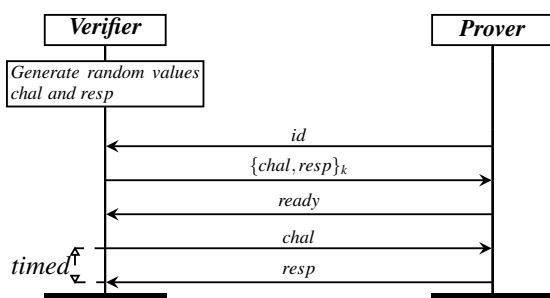 Verifier
Prover
Generate random values
chal and resp
id
{chal, resp}k
ready
chal
timed
resp